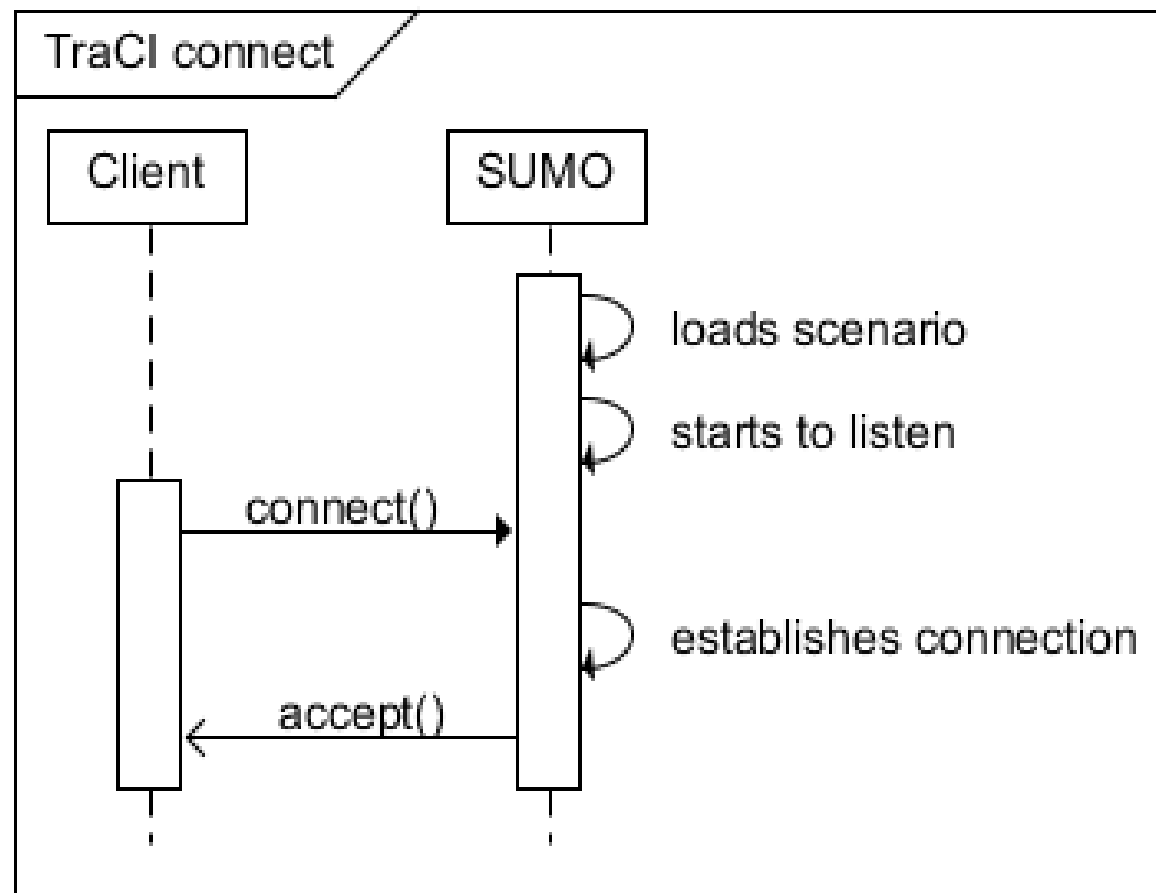 TraCI connect
Client
SUMO
loads scenario
starts to listen
connect()
establishes connection
accept()